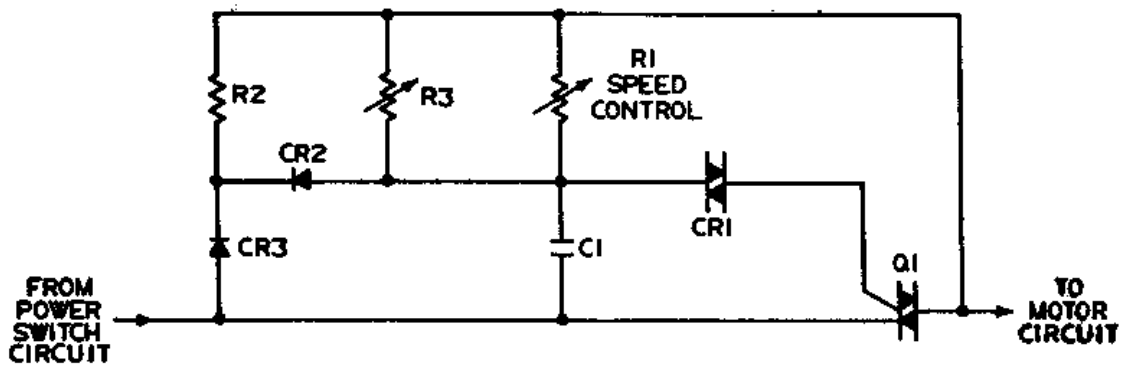 R2
R3
R1
SPEED
CONTROL
CR2
CR1
CR3
C1
Q1
FROM
POWER
SWITCH
CIRCUIT
TO
MOTOR
CIRCUIT